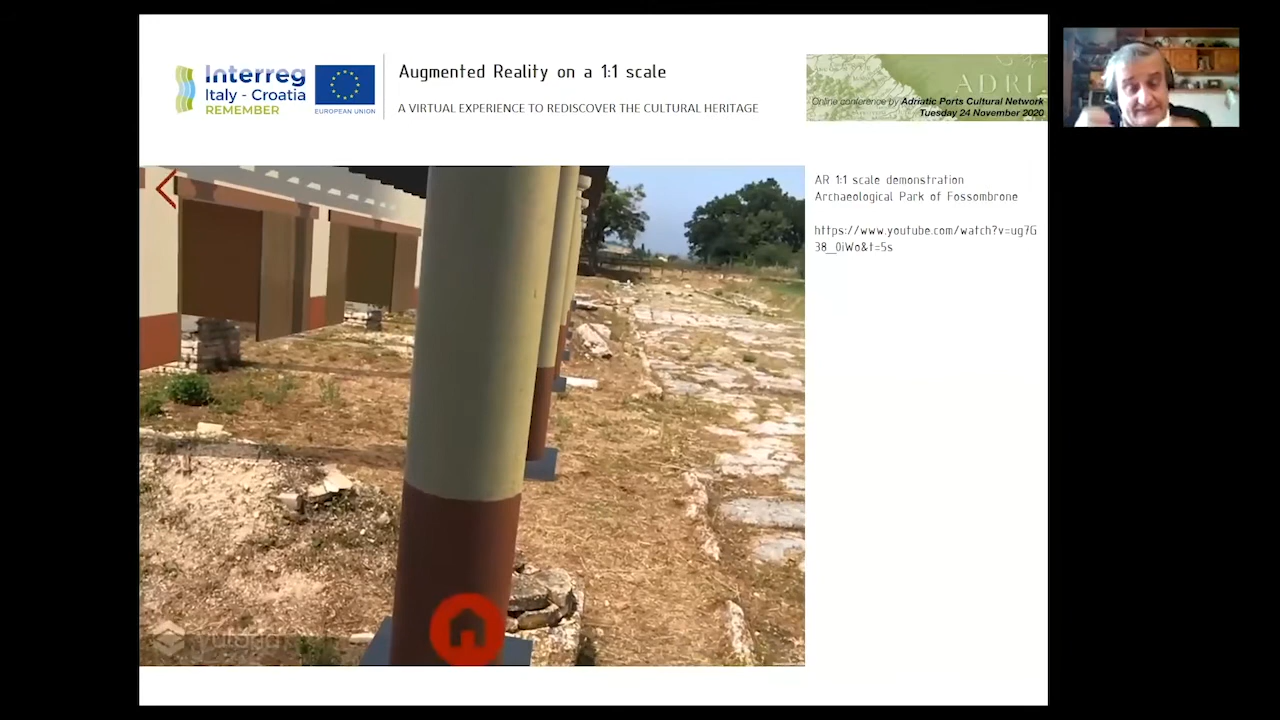 Interreg
Italy - Croatia
REMEMBER
EUROPEAN UNION
Augmented Reality on a 1:1 scale
A VIRTUAL EXPERIENCE TO REDISCOVER THE CULTURAL HERITAGE
ADRI
Online conference by Adriatic Ports Cultural Network
Tuesday 24 November 2020
AR 1:1 scale demonstration
Archaeological Park of Fossombrone
https://www.youtube.com/watch?v=ug7G
38_0iWo&t=5s